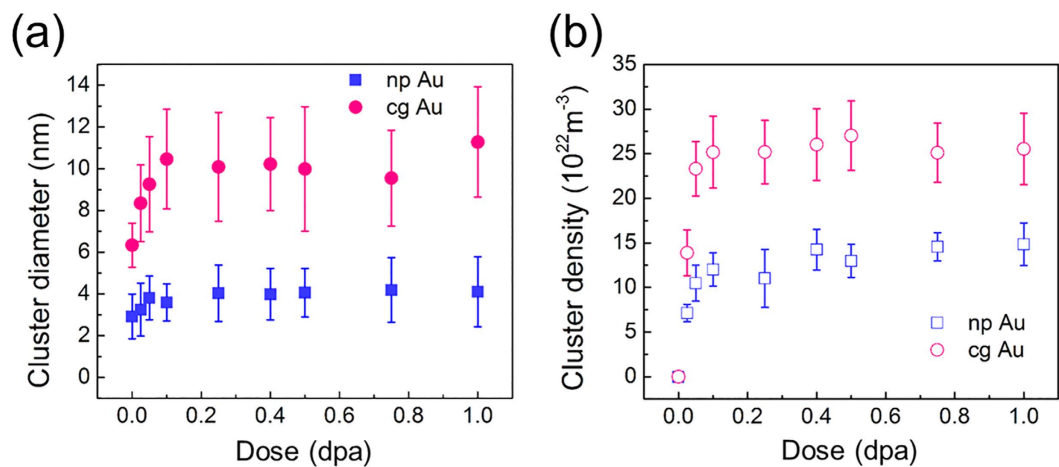 (a)
Cluster diameter (nm)
14
12
10
8
6
4
2
0
np Au
cg Au
0.0 0.2 0.4 0.6 0.8 1.0
Dose (dpa)
(b)
Cluster density (10²²m⁻³)
35
30
25
20
15
10
5
0
np Au
cg Au
0.0 0.2 0.4 0.6 0.8 1.0
Dose (dpa)